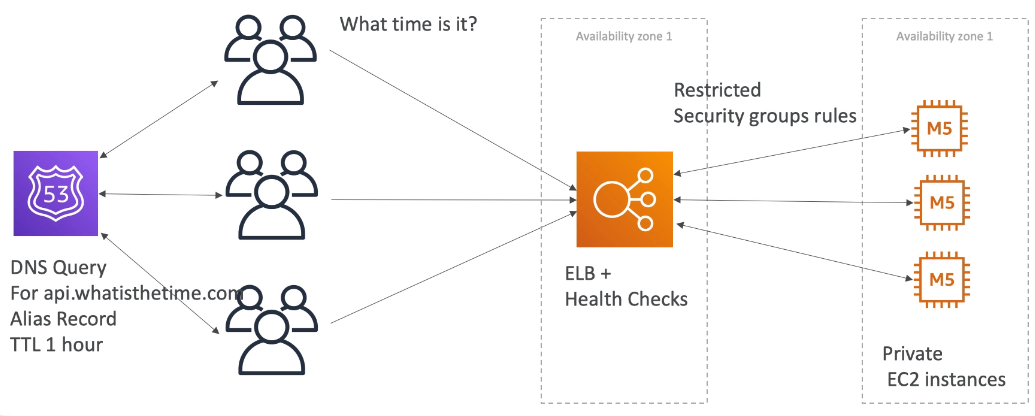 What time is it?
Availability zone 1
Availability zone 1
Restricted
Security groups rules
M5
53
M5
M5
DNS Query
For api.whatisthetime.com
Alias Record
TTL 1 hour
ELB +
Health Checks
Private
EC2 instances